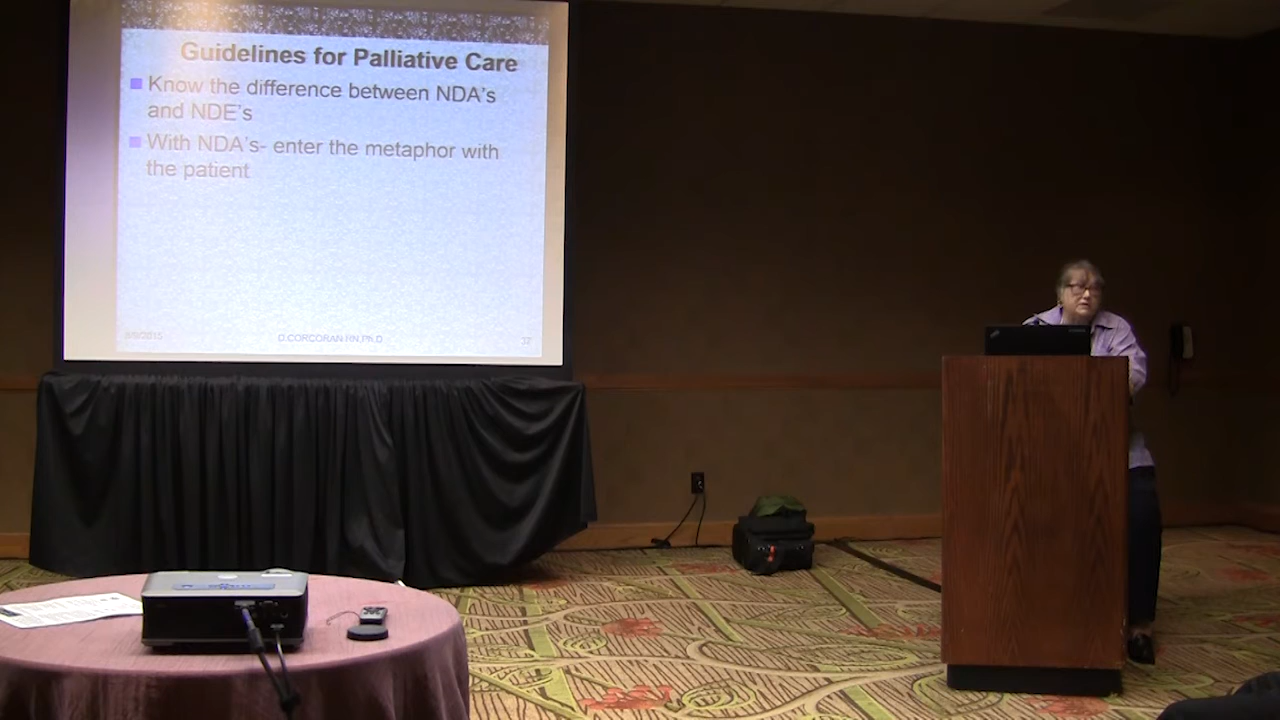 Guidelines for Palliative Care
Know the difference between NDA's
and NDE's
With NDA's- enter the metaphor with
the patient
D.CORCORAN RN,PH.D
37